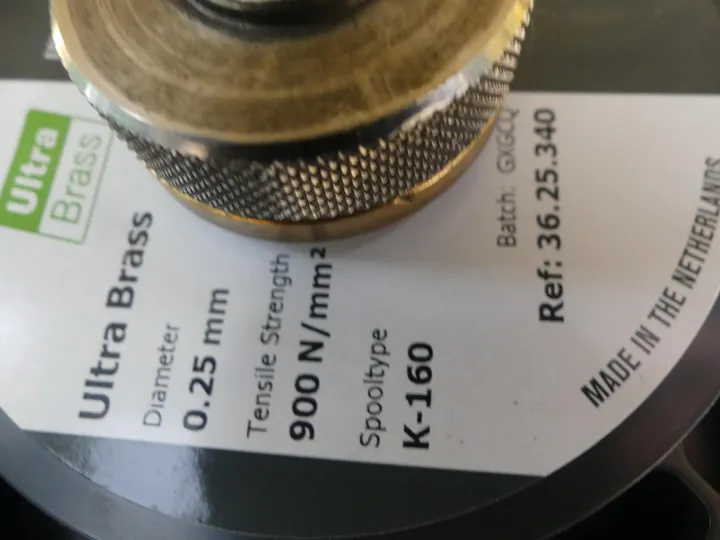 Ultra
Brass
Ultra Brass
Diameter
0.25 mm
Tensile Strength
900 N/mm²
Spooltype
K-160
Batch: GXGCQ
Ref: 36.25.340
MADE IN THE NETHERLANDS